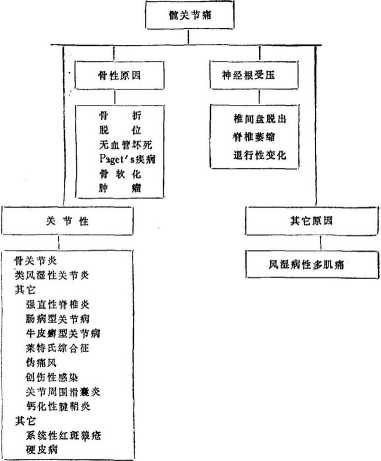 髋关节痛
骨性原因
神经根受压
骨 折
脱 位
无血管坏死
Paget's疾病
骨 软 化
肿 瘤
椎间盘脱出
脊椎萎缩
退行性变化
关 节 性
其它原因
骨关节炎
类风湿性关节炎
其它
强直性脊椎炎
肠病型关节病
牛皮癣型关节病
莱特氏综合征
伪痛风
创伤性感染
关节周围滑囊炎
钙化性腱鞘炎
其它
系统性红斑狼疮
硬皮病
风湿病性多肌痛